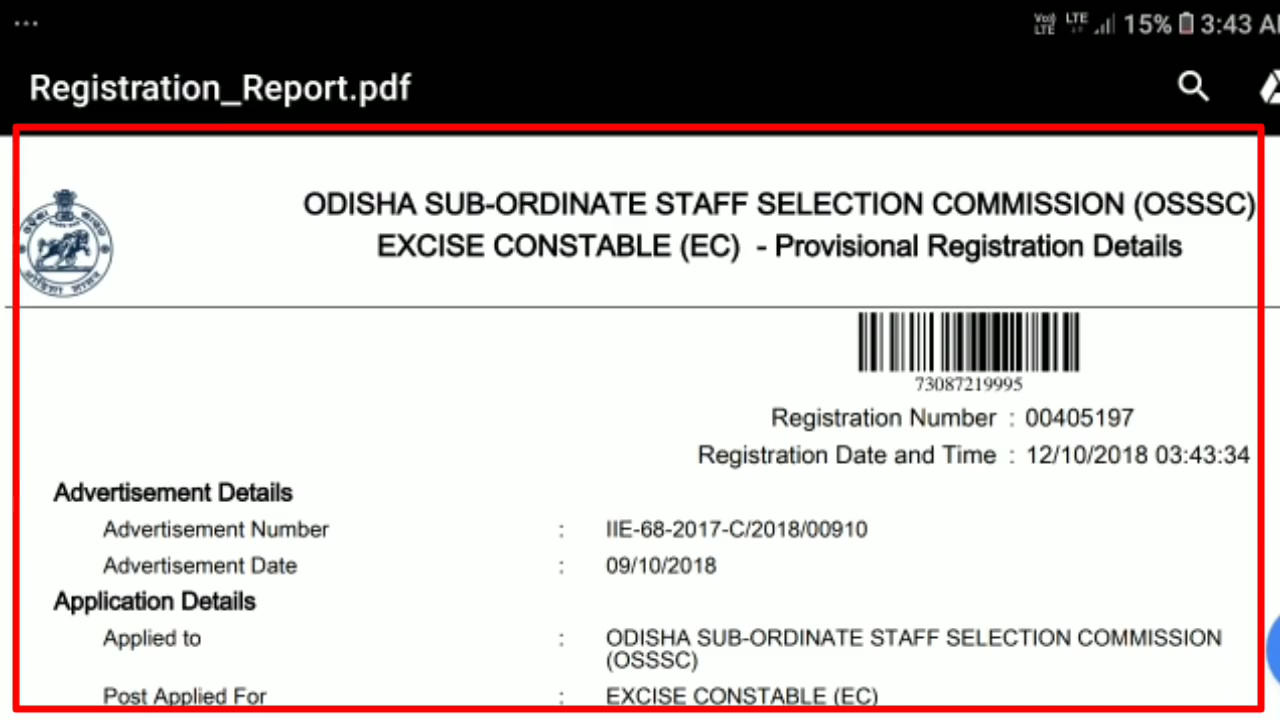 ...
Vo) LTE LTE 15% 3:43 A
Registration_Report.pdf
ODISHA SUB-ORDINATE STAFF SELECTION COMMISSION (OSSSC)
EXCISE CONSTABLE (EC) - Provisional Registration Details
73087219995
Registration Number : 00405197
Registration Date and Time : 12/10/2018 03:43:34
Advertisement Details
Advertisement Number : IIE-68-2017-C/2018/00910
Advertisement Date : 09/10/2018
Application Details
Applied to : ODISHA SUB-ORDINATE STAFF SELECTION COMMISSION
(OSSSC)
Post Applied For : EXCISE CONSTABLE (EC)